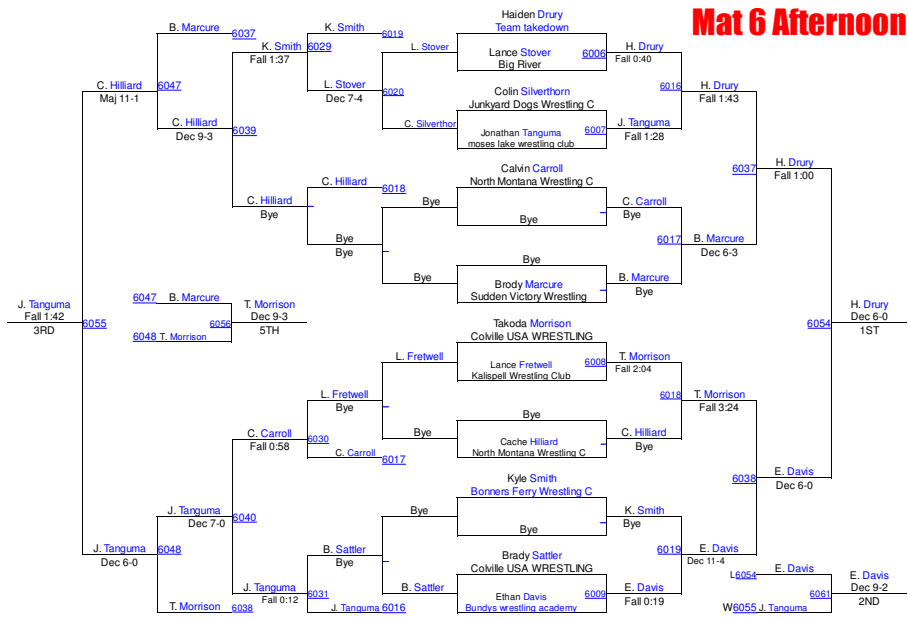 Mat 6 Afternoon
Haiden Drury
Team takedown
B. Marcure
6037
K. Smith
6019
K. Smith
6029
Fall 1:37
L. Stover
Lance Stover
6006
Big River
H. Drury
Fall 0:40
C. Hilliard
Maj 11-1
6047
L. Stover
Dec 7-4
6020
Colin Silverthorn
Junkyard Dogs Wrestling C
6016
H. Drury
Fall 1:43
C. Hilliard
Dec 9-3
6039
C. Silverthor
Jonathan Tanguma
6007
moses lake wrestling club
J. Tanguma
Fall 1:28
Calvin Carroll
North Montana Wrestling C
6037
H. Drury
Fall 1:00
C. Hilliard
6018
C. Hilliard
Bye
Bye
Bye
C. Carroll
Bye
Bye
Bye
6017
B. Marcure
Dec 6-3
Bye
Bye
Brody Marcure
Sudden Victory Wrestling
B. Marcure
Bye
J. Tanguma
Fall 1:42
3RD
6055
6047
B. Marcure
6056
6048 T. Morrison
T. Morrison
Dec 9-3
5TH
Takoda Morrison
Colville USA WRESTLING
6054
H. Drury
Dec 6-0
1ST
L. Fretwell
Lance Fretwell
6008
Kalispell Wrestling Club
T. Morrison
Fall 2:04
L. Fretwell
Bye
6018
T. Morrison
Fall 3:24
C. Carroll
Fall 0:58
6030
C. Carroll
6017
Bye
Bye
Cache Hilliard
North Montana Wrestling C
C. Hilliard
Bye
Kyle Smith
Bonners Ferry Wrestling C
6038
E. Davis
Dec 6-0
J. Tanguma
Dec 7-0
6040
Bye
Bye
K. Smith
Bye
J. Tanguma
Dec 6-0
6048
B. Sattler
Bye
Brady Sattler
Colville USA WRESTLING
6019
E. Davis
Dec 11-4
J. Tanguma
Fall 0:12
6031
B. Sattler
Ethan Davis
6009
Bundys wrestling academy
E. Davis
Fall 0:19
T. Morrison
6038
J. Tanguma 6016
L6054
E. Davis
6061
W6055 J. Tanguma
E. Davis
Dec 9-2
2ND